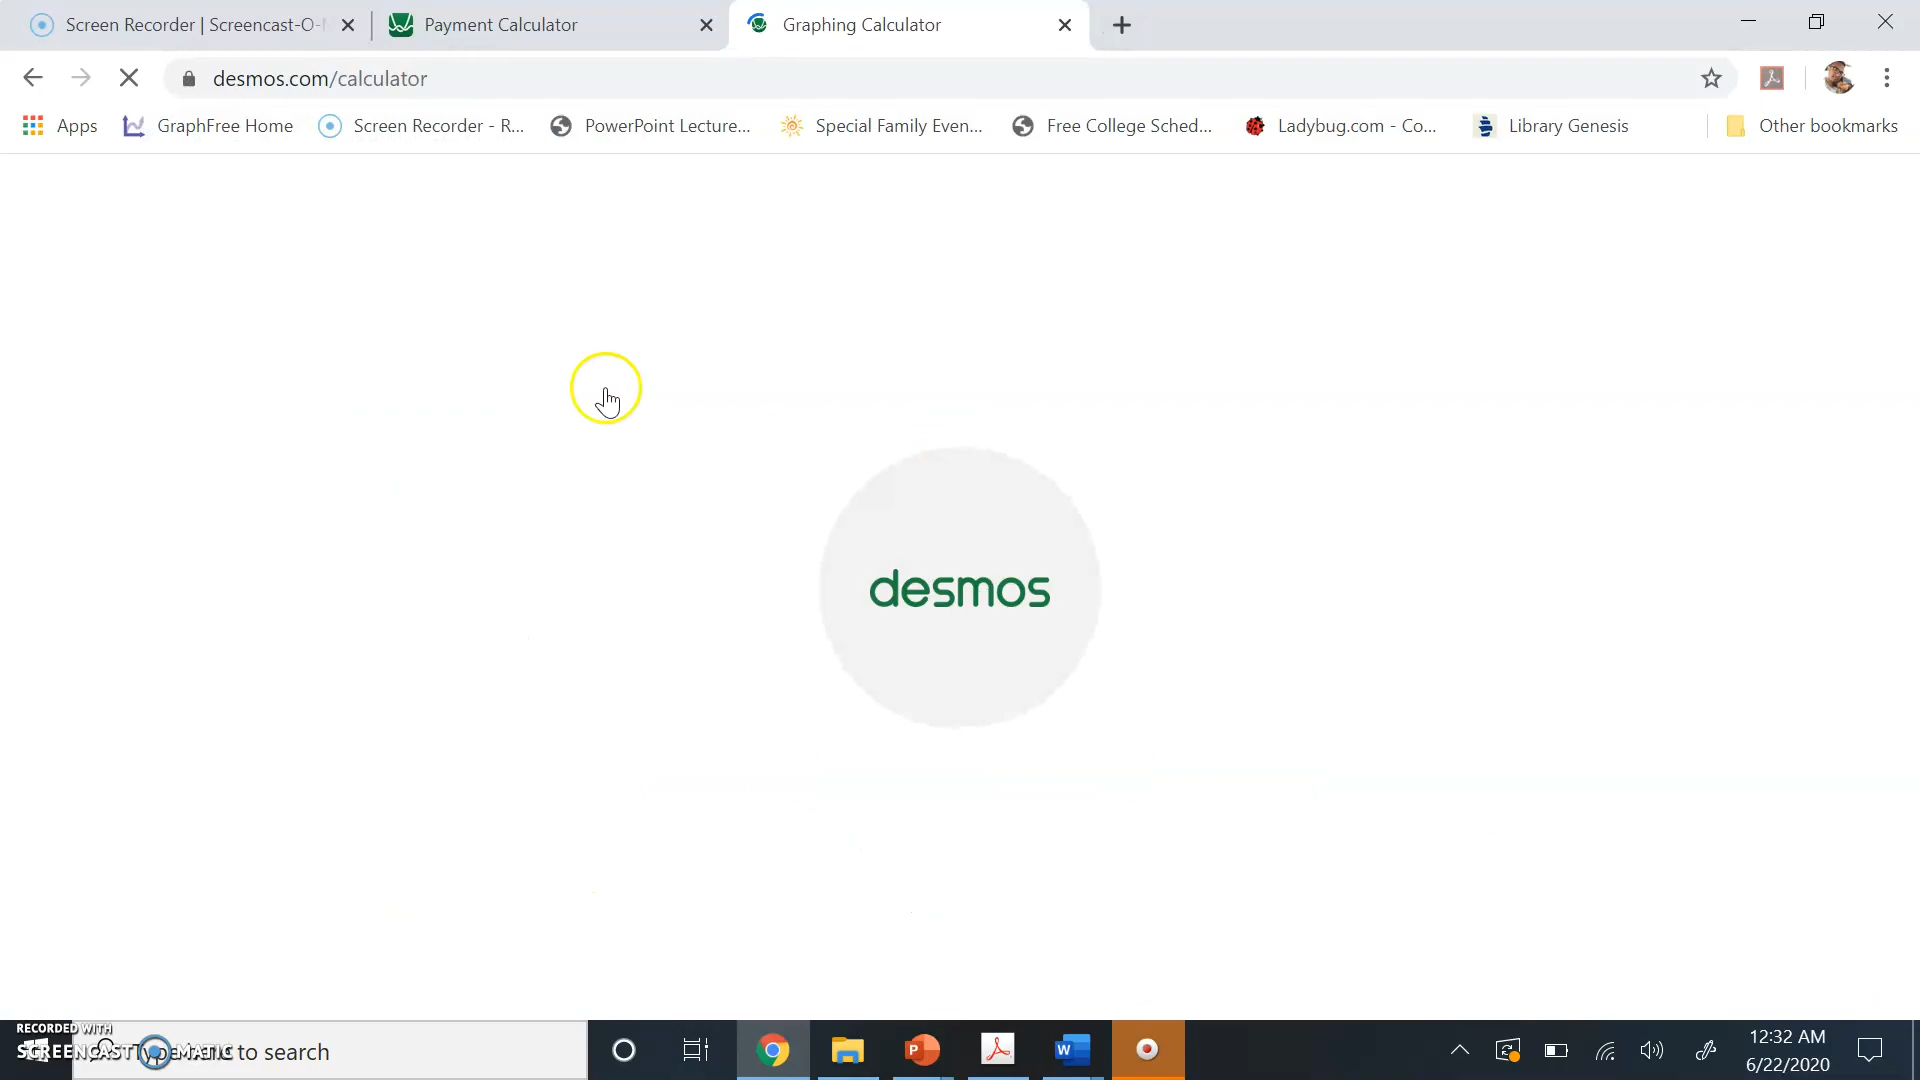 Screen Recorder | Screencast-O-
Payment Calculator
Graphing Calculator
desmos.com/calculator
Apps
GraphFree Home
Screen Recorder - R...
PowerPoint Lecture...
Special Family Even...
Free College Sched...
Ladybug.com - Co...
Library Genesis
Other bookmarks
desmos
RECORDED WITH
SCREENCAST MATIC
to search
12:32 AM
6/22/2020